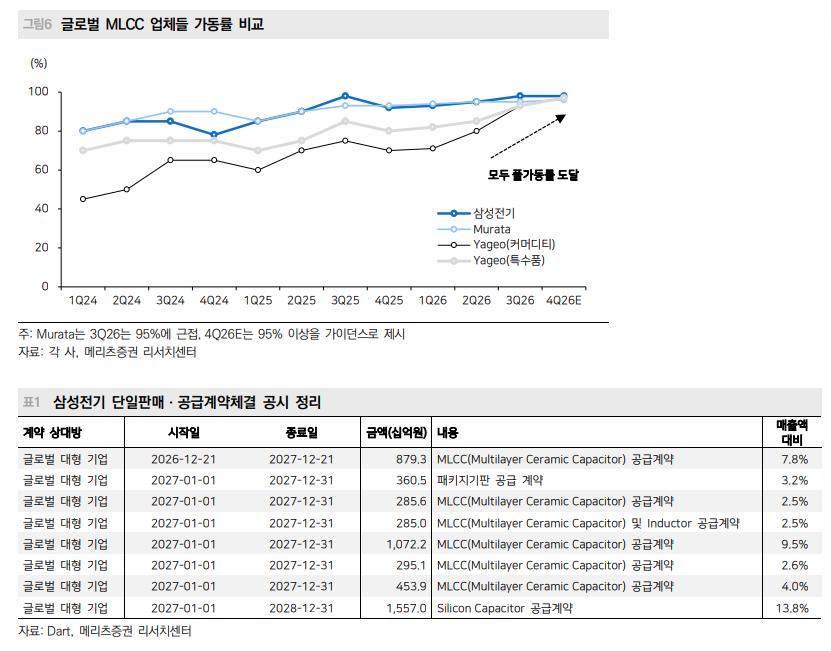 그림6 글로벌 MLCC 업체들 가동률 비교
(%)
100
80
60
40
20
0
모두 풀가동률 도달
삼성전기
Murata
Yageo(커머디티)
Yageo(특수품)
1Q24 2Q24 3Q24 4Q24 1Q25 2Q25 3Q25 4Q25 1Q26 2Q26 3Q26 4Q26E
주: Murata는 3Q26는 95%에 근접, 4Q26E는 95% 이상을 가이던스로 제시
자료: 각 사, 메리츠증권 리서치센터
표1 삼성전기 단일판매 · 공급계약체결 공시 정리
계약 상대방 시작일 종료일 금액(십억원) 내용 매출액 대비
글로벌 대형 기업 2026-12-21 2027-12-21 879.3 MLCC(Multilayer Ceramic Capacitor) 공급계약 7.8%
글로벌 대형 기업 2027-01-01 2027-12-31 360.5 패키지기판 공급 계약 3.2%
글로벌 대형 기업 2027-01-01 2027-12-31 285.6 MLCC(Multilayer Ceramic Capacitor) 공급계약 2.5%
글로벌 대형 기업 2027-01-01 2027-12-31 285.0 MLCC(Multilayer Ceramic Capacitor) 및 Inductor 공급계약 2.5%
글로벌 대형 기업 2027-01-01 2027-12-31 1,072.2 MLCC(Multilayer Ceramic Capacitor) 공급계약 9.5%
글로벌 대형 기업 2027-01-01 2027-12-31 295.1 MLCC(Multilayer Ceramic Capacitor) 공급계약 2.6%
글로벌 대형 기업 2027-01-01 2027-12-31 453.9 MLCC(Multilayer Ceramic Capacitor) 공급계약 4.0%
글로벌 대형 기업 2027-01-01 2028-12-31 1,557.0 Silicon Capacitor 공급계약 13.8%
자료: Dart, 메리츠증권 리서치센터